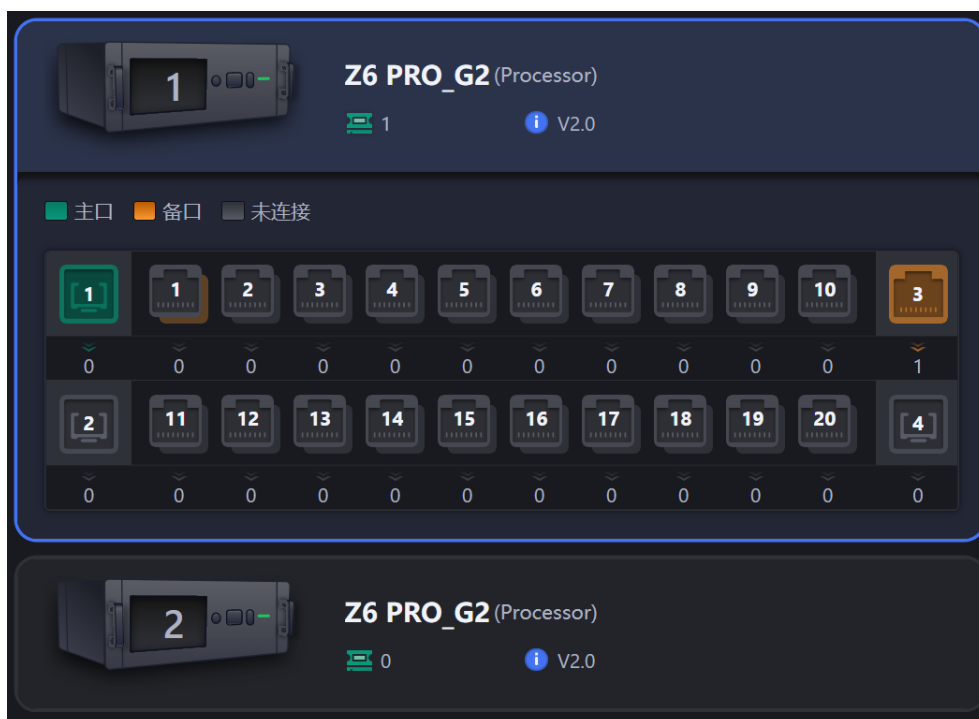 1
Z6 PRO_G2 (Processor)
1 V2.0
主口 备口 未连接
1 1 2 3 4 5 6 7 8 9 10 3
0 0 0 0 0 0 0 0 0 0 0 1
2 11 12 13 14 15 16 17 18 19 20 4
0 0 0 0 0 0 0 0 0 0 0 0
2
Z6 PRO_G2 (Processor)
0 V2.0